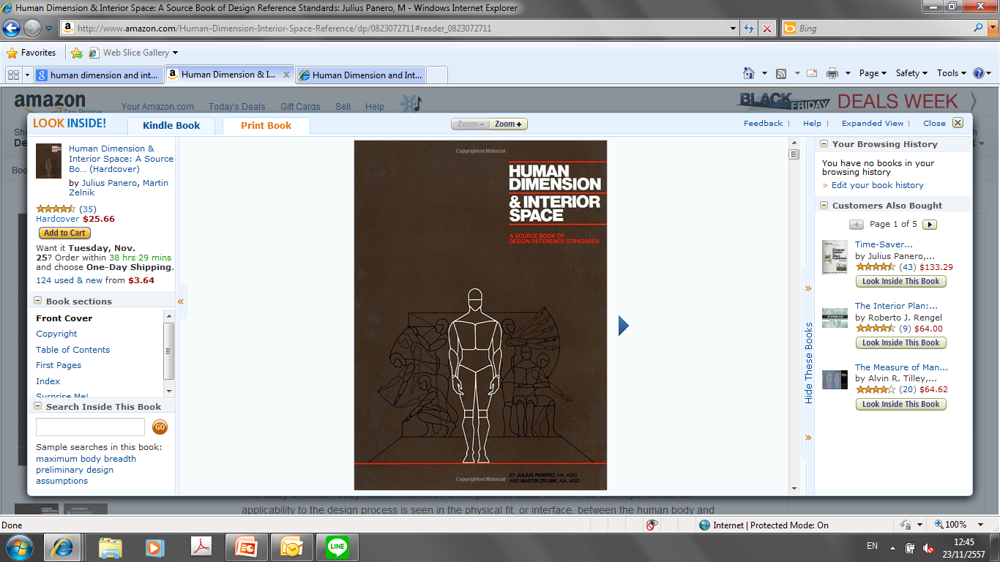 Human Dimension & Interior Space: A Source Book of Design Reference Standards: Julius Panero, M - Windows Internet Explorer
http://www.amazon.com/Human-Dimension-Interior-Space-Reference/dp/0823072711#reader_0823072711
Bing
Favorites
Web Slice Gallery
human dimension and int...
Human Dimension & I...
Human Dimension and Int...
Page
Safety
Tools
amazon
Try Prime
Your Amazon.com
Today's Deals
Gift Cards
Sell
Help
BLACK FRIDAY DEALS WEEK
LOOK INSIDE!
Kindle Book
Print Book
Zoom -
Zoom +
Feedback |
Help |
Expanded View |
Close
Human Dimension &
Interior Space: A Source
Bo... (Hardcover)
by Julius Panero, Martin
Zelnik
(35)
Hardcover $25.66
Add to Cart
Want it Tuesday, Nov.
25? Order within 38 hrs 29 mins
and choose One-Day Shipping.
124 used & new from $3.64
Book sections
Front Cover
Copyright
Table of Contents
First Pages
Index
Surprise Me!
Search Inside This Book
GO
Sample searches in this book:
maximum body breadth
preliminary design
assumptions
Copyrighted Material
HUMAN
DIMENSION
& INTERIOR
SPACE
A SOURCE BOOK OF
DESIGN REFERENCE STANDARDS
BY JULIUS PANERO, AIA, ASID
AND MARTIN ZELNIK, AIA, ASID
Copyrighted Material
«
»
Hide These Books
»
Your Browsing History
You have no books in your
browsing history
> Edit your book history
Customers Also Bought
Page 1 of 5
Time-Saver...
by Julius Panero,...
(43) $133.29
Look Inside This Book
The Interior Plan:...
by Roberto J. Rengel
(9) $64.00
Look Inside This Book
The Measure of Man...
by Alvin R. Tilley,...
(20) $64.62
Look Inside This Book
applicability to the design process is seen in the physical fit, or interface, between the human body and
Done
Internet | Protected Mode: On
100%
LINE
EN
12:45
23/11/2557